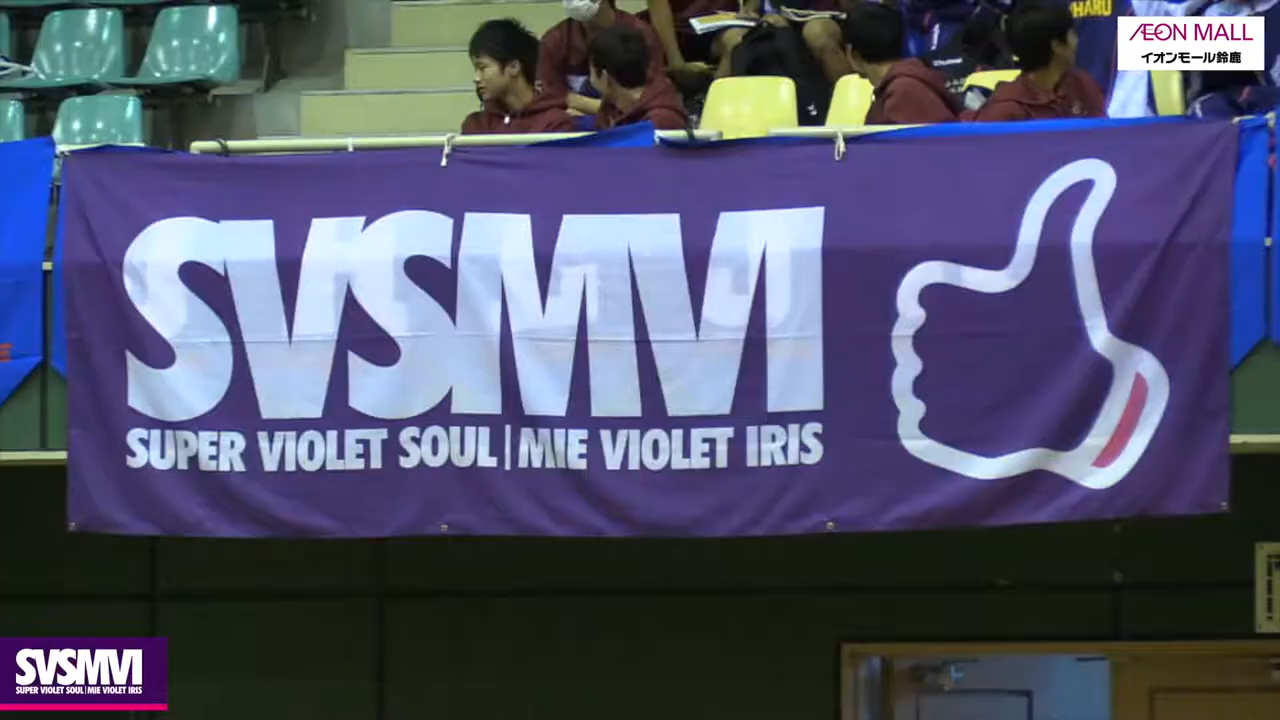 HARU
ÆON MALL
イオンモール鈴鹿
SVSMVI
SUPER VIOLET SOUL | MIE VIOLET IRIS
SVSMVI
SUPER VIOLET SOUL | MIE VIOLET IRIS